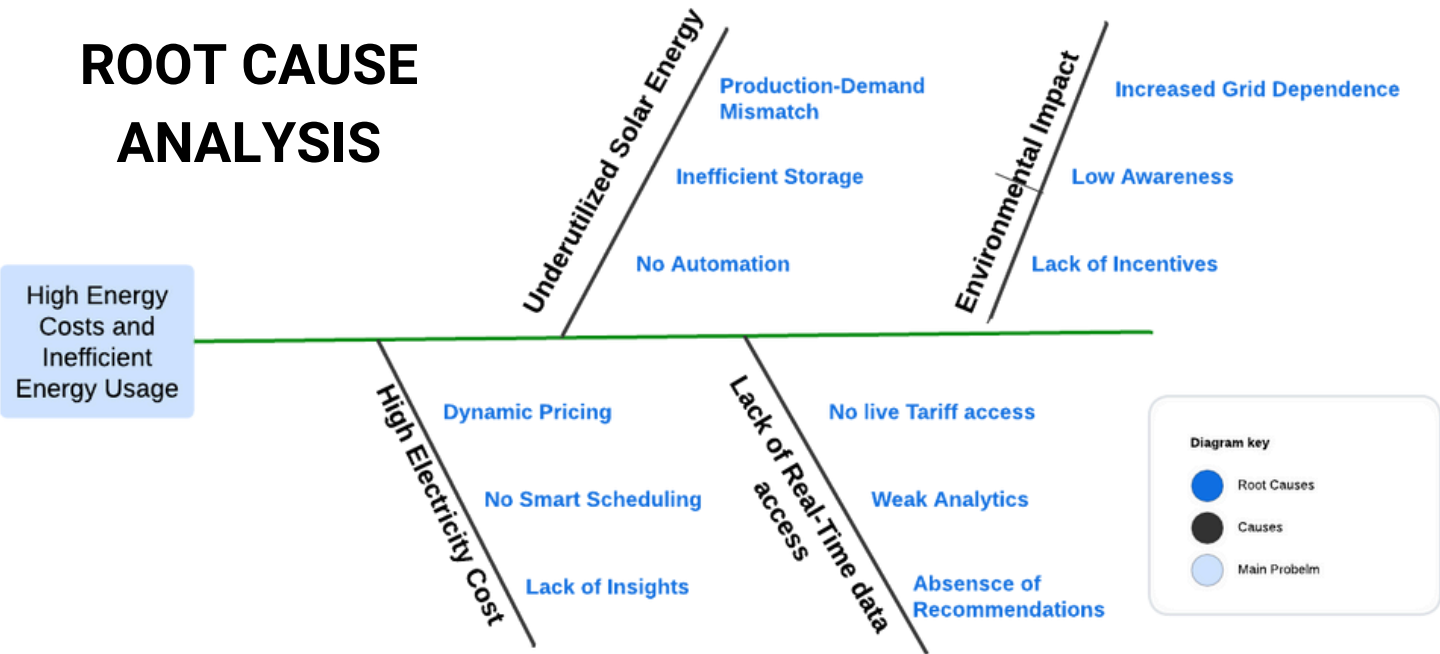 ROOT CAUSE
ANALYSIS
Underutilized Solar Energy
Production-Demand
Mismatch
Inefficient Storage
No Automation
Environmental Impact
Increased Grid Dependence
Low Awareness
Lack of Incentives
High Energy
Costs and
Inefficient
Energy Usage
High Electricity Cost
Dynamic Pricing
No Smart Scheduling
Lack of Insights
Lack of Real-Time data
access
No live Tariff access
Weak Analytics
Absensce of
Recommendations
Diagram key
Root Causes
Causes
Main Probelm